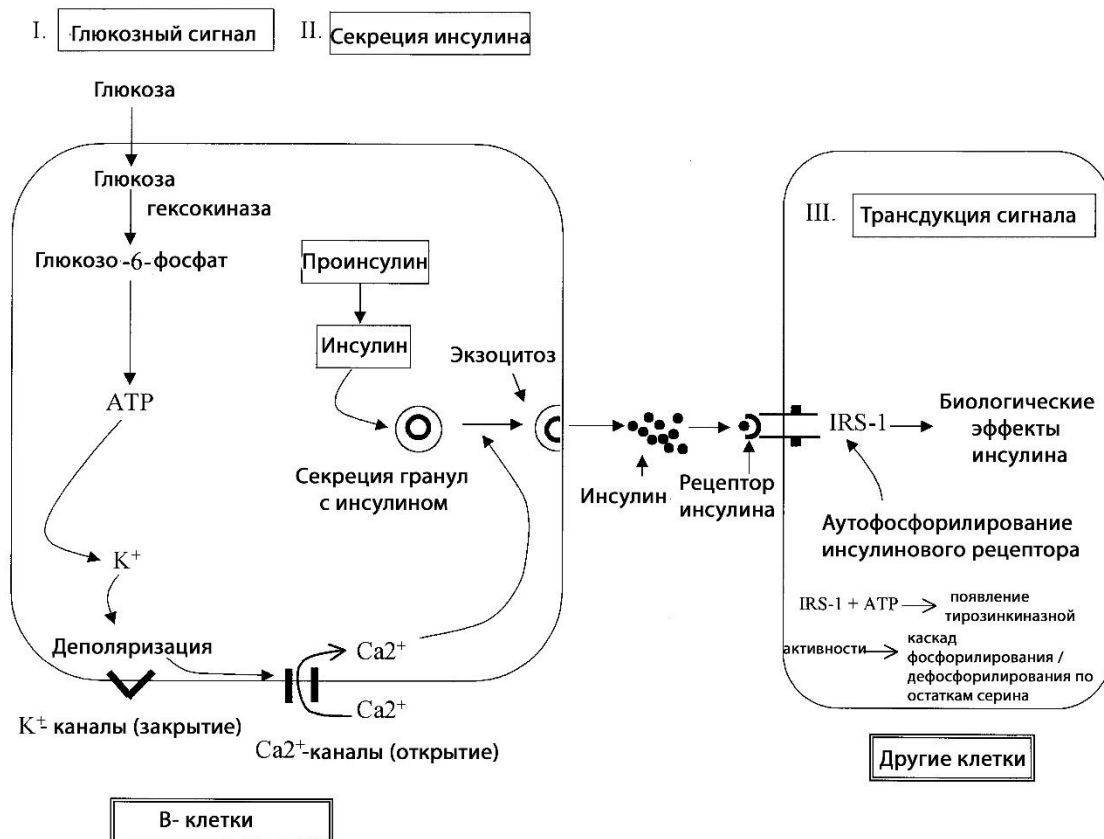 I. Глюкозный сигнал
II. Секреция инсулина
Глюкоза
Глюкоза
гексокиназа
Глюкозо -6-фосфат
ATP
K⁺
Деполяризация
K⁺- каналы (закрытие)
Проинсулин
Инсулин
Секреция гранул
с инсулином
Экзоцитоз
Ca2⁺
Ca2⁺
Ca2⁺-каналы (открытие)
В- клетки
Инсулин
Рецептор
инсулина
III. Трансдукция сигнала
IRS-1
Биологические
эффекты
инсулина
Аутофосфорилирование
инсулинового рецептора
IRS-1 + ATP
появление
тирозинкиназной
активности
каскад
фосфорилирования /
дефосфорилирования по
остаткам серина
Другие клетки